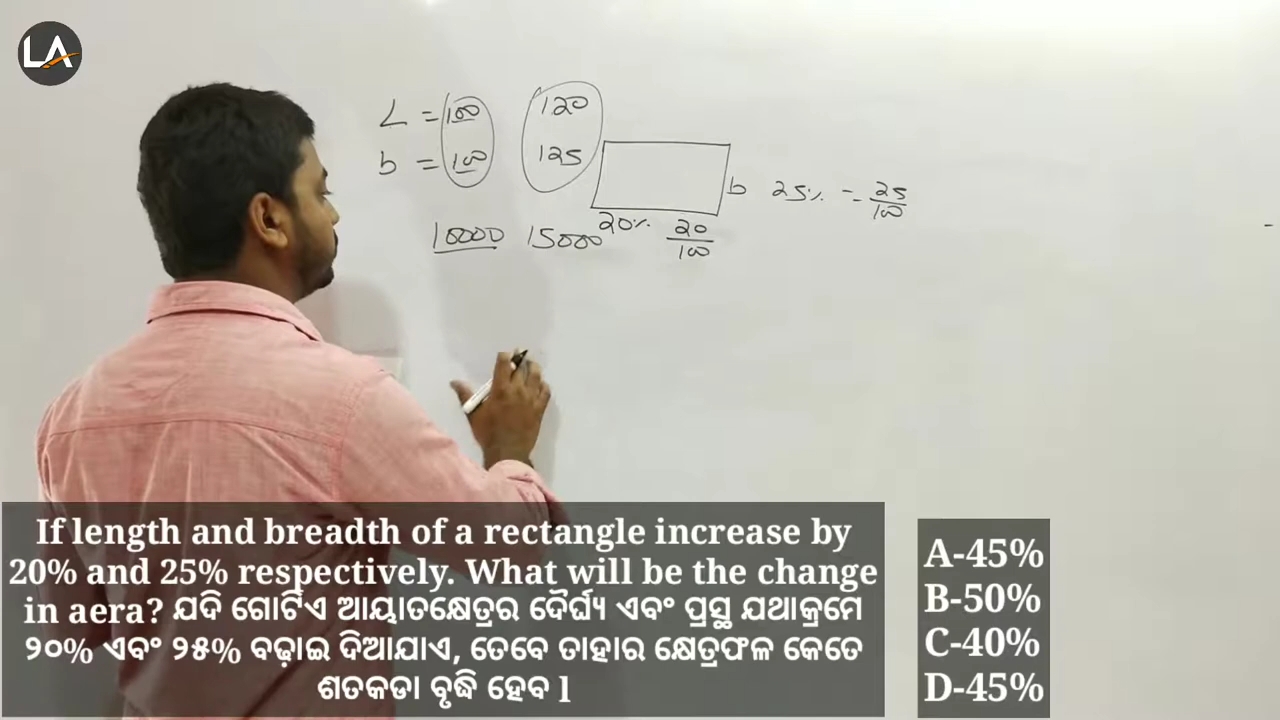 LA
L = 100 120
b = 100 125
b 25% = 25/100
10000 15000 20% 20/100
If length and breadth of a rectangle increase by
20% and 25% respectively. What will be the change
in aera? ଯଦି ଗୋଟିଏ ଆୟାତକ୍ଷେତ୍ରର ଦୈର୍ଘ୍ୟ ଏବଂ ପ୍ରସ୍ଥ ଯଥାକ୍ରମେ
୨୦% ଏବଂ ୨୫% ବଢ଼ାଇ ଦିଆଯାଏ, ତେବେ ତାହାର କ୍ଷେତ୍ରଫଳ କେତେ
ଶତକଡା ବୃଦ୍ଧି ହେବ l
A-45%
B-50%
C-40%
D-45%